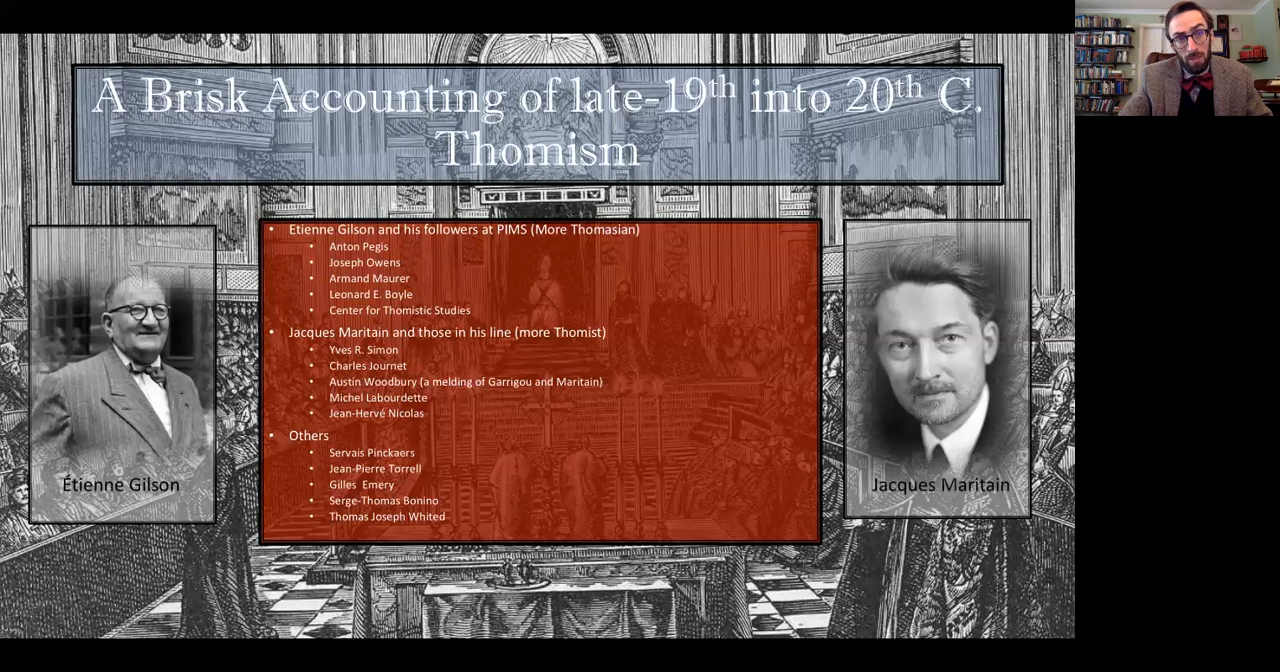 A Brisk Accounting of late-19th into 20th C.
Thomism
• Etienne Gilson and his followers at PIMS (More Thomasian)
• Anton Pegis
• Joseph Owens
• Armand Maurer
• Leonard E. Boyle
• Center for Thomistic Studies
• Jacques Maritain and those in his line (more Thomist)
• Yves R. Simon
• Charles Journet
• Austin Woodbury (a melding of Garrigou and Maritain)
• Michel Labourdette
• Jean-Hervé Nicolas
• Others
• Servais Pinckaers
• Jean-Pierre Torrell
• Gilles Emery
• Serge-Thomas Bonino
• Thomas Joseph Whited
Étienne Gilson
Jacques Maritain